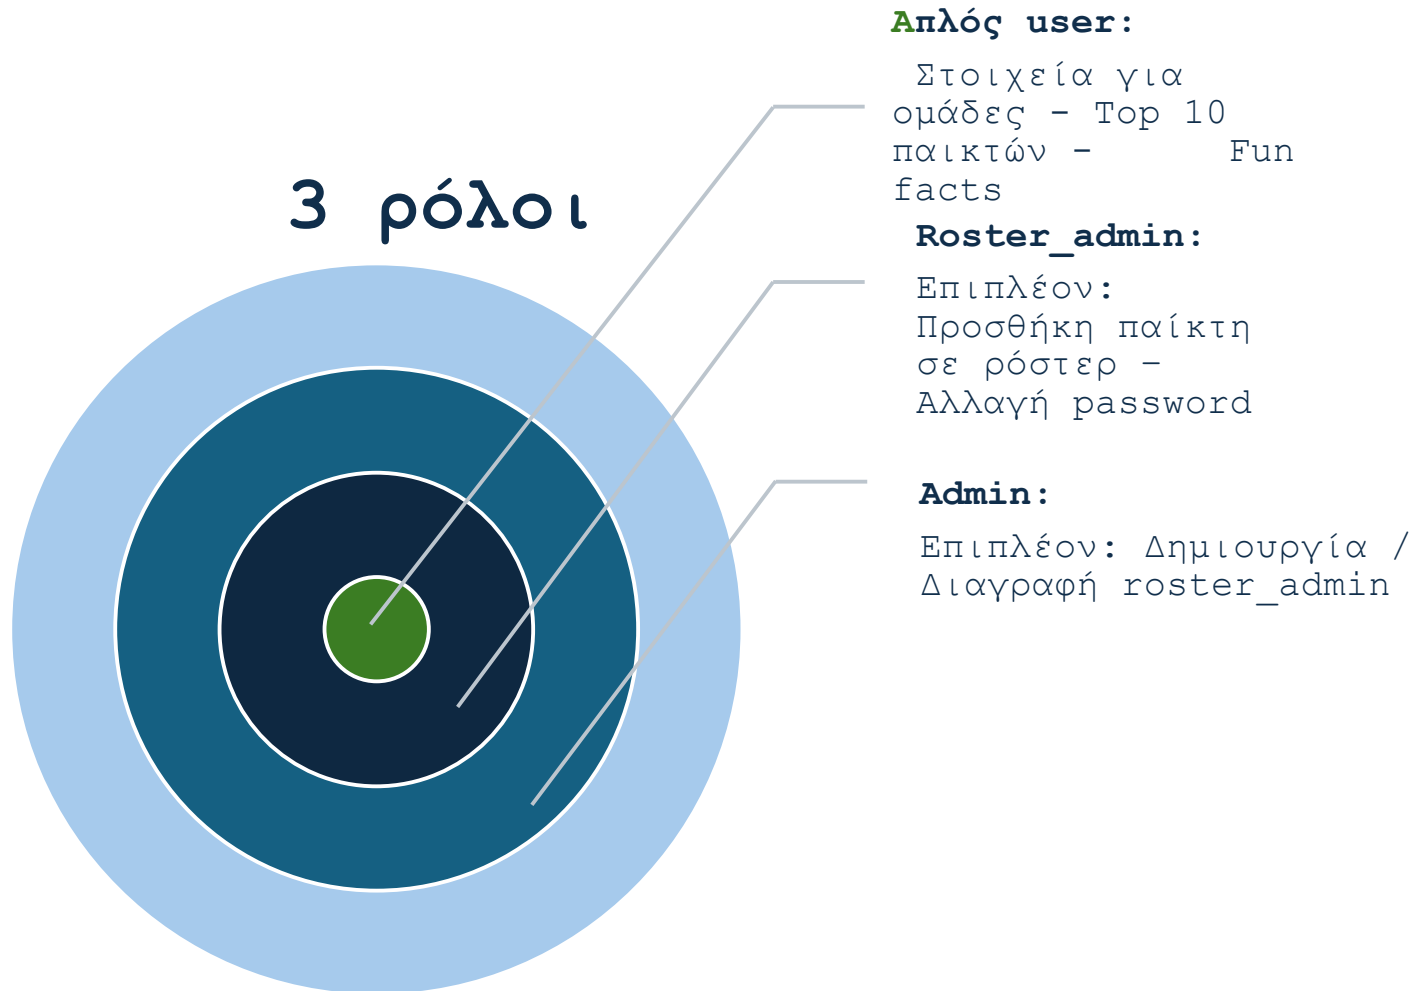 3 ρόλοι
Απλός user:
Στοιχεία για
ομάδες - Top 10
παικτών - Fun
facts
Roster_admin:
Επιπλέον:
Προσθήκη παίκτη
σε ρόστερ –
Αλλαγή password
Admin:
Επιπλέον: Δημιουργία /
Διαγραφή roster_admin